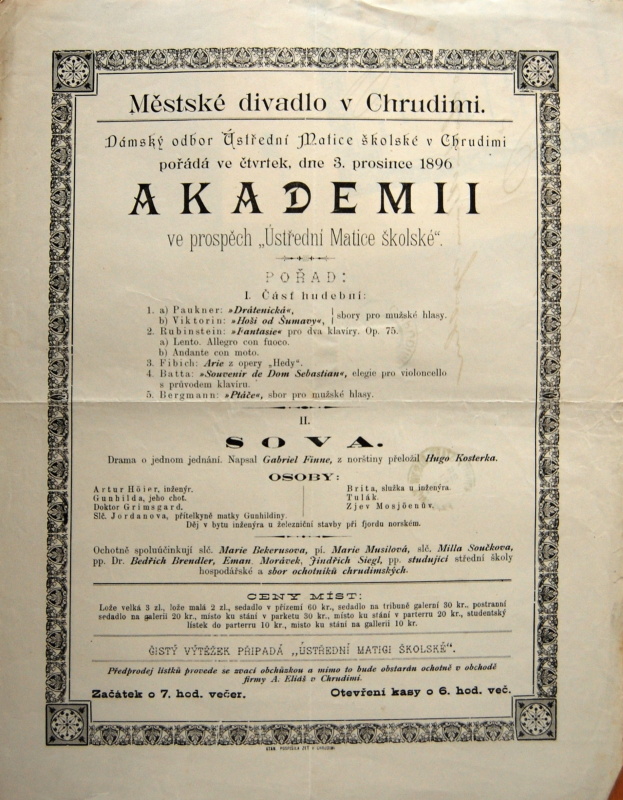 Městské divadlo v Chrudimi.
Dámský odbor Ústřední Matice školské v Chrudimi
pořádá ve čtvrtek, dne 3. prosince 1896
AKADEMII
ve prospěch „Ústřední Matice školské“.
POŘAD:
I. Část hudební:
1. a) Paukner: »Drátenická«,
b) Viktorin: »Hoši od Šumavy«, sbory pro mužské hlasy.
2. Rubinstein: »Fantasie« pro dva klaviry. Op. 75.
a) Lento. Allegro con fuoco.
b) Andante con moto.
3. Fibich: Arie z opery „Hedy“.
4. Batta: »Souvenir de Dom Sebastian«, elegie pro violoncello
s průvodem klaviru.
5. Bergmann: »Ptáče«, sbor pro mužské hlasy.
II.
SOVA.
Drama o jednom jednání. Napsal Gabriel Finne, z norštiny přeložil Hugo Kosterka.
OSOBY:
Artur Höier, inženýr.
Gunhilda, jeho choť.
Doktor Grimsgard.
Slč. Jordanova, přítelkyně matky Gunhildiny.
Brita, služka u inženýra.
Tulák.
Zjev Mosjöenův.
Děj v bytu inženýra u železniční stavby při fjordu norském.
Ochotně spoluúčinkují slč. Marie Bekerusova, pí. Marie Musilová, slč. Milla Součkova,
pp. Dr. Bedřich Brendler, Eman. Morávek, Jindřich Siegl, pp. studující střední školy
hospodářské a sbor ochotníků chrudimských.
CENY MÍST:
Lože velká 3 zl., lože malá 2 zl., sedadlo v přízemí 60 kr., sedadlo na tribuně galerní 30 kr., postranní
sedadlo na galerii 20 kr., místo ku stání v parketu 30 kr., místo ku stání v parterru 20 kr., studentský
lístek do parterru 10 kr., místo ku stání na gallerii 10 kr.
ČISTÝ VÝTĚŽEK PŘIPADÁ „ÚSTŘEDNÍ MATICI ŠKOLSKÉ“.
Předprodej lístků provede se zvací obchůzkou a mimo to bude obstarán ochotně v obchodě
firmy A. Eliáš v Chrudimi.
Začátek o 7. hod. večer.
Otevření kasy o 6. hod. več.